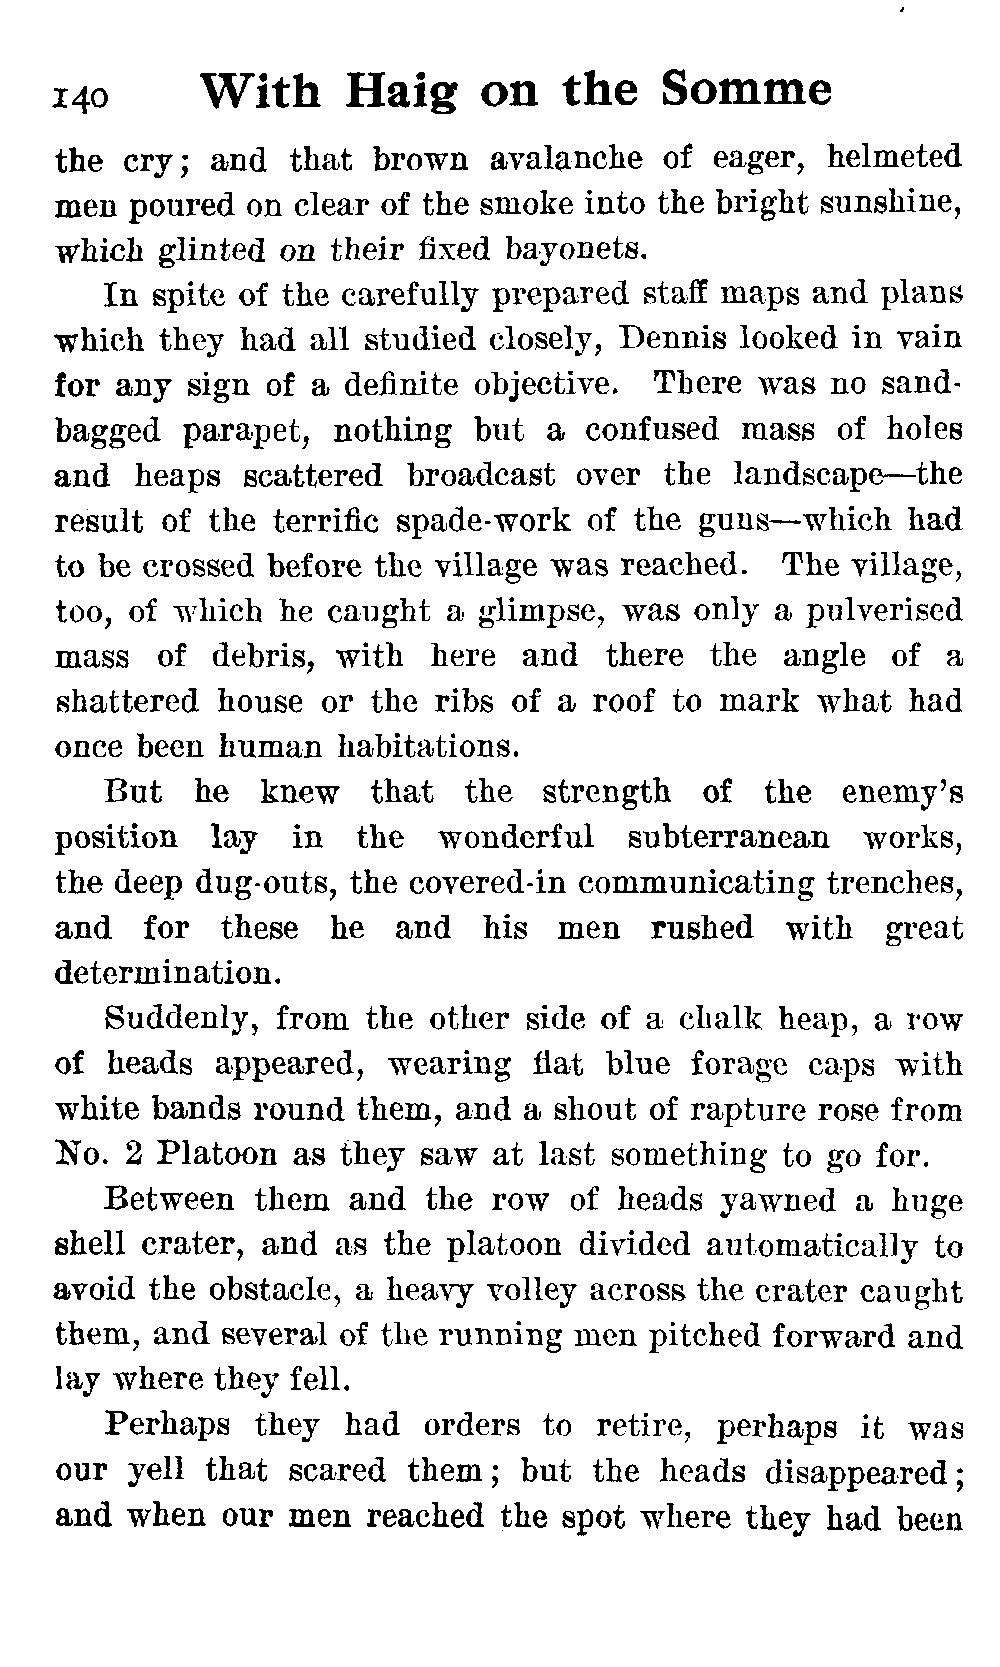 140 With Haig on the Somme
the cry; and that brown avalanche of eager, helmeted
men poured on clear of the smoke into the bright sunshine,
which glinted on their fixed bayonets.
In spite of the carefully prepared staff maps and plans
which they had all studied closely, Dennis looked in vain
for any sign of a definite objective. There was no sand-
bagged parapet, nothing but a confused mass of holes
and heaps scattered broadcast over the landscape—the
result of the terrific spade-work of the guns—which had
to be crossed before the village was reached. The village,
too, of which he caught a glimpse, was only a pulverised
mass of debris, with here and there the angle of a
shattered house or the ribs of a roof to mark what had
once been human habitations.
But he knew that the strength of the enemy's
position lay in the wonderful subterranean works,
the deep dug-outs, the covered-in communicating trenches,
and for these he and his men rushed with great
determination.
Suddenly, from the other side of a chalk heap, a row
of heads appeared, wearing flat blue forage caps with
white bands round them, and a shout of rapture rose from
No. 2 Platoon as they saw at last something to go for.
Between them and the row of heads yawned a huge
shell crater, and as the platoon divided automatically to
avoid the obstacle, a heavy volley across the crater caught
them, and several of the running men pitched forward and
lay where they fell.
Perhaps they had orders to retire, perhaps it was
our yell that scared them; but the heads disappeared;
and when our men reached the spot where they had been